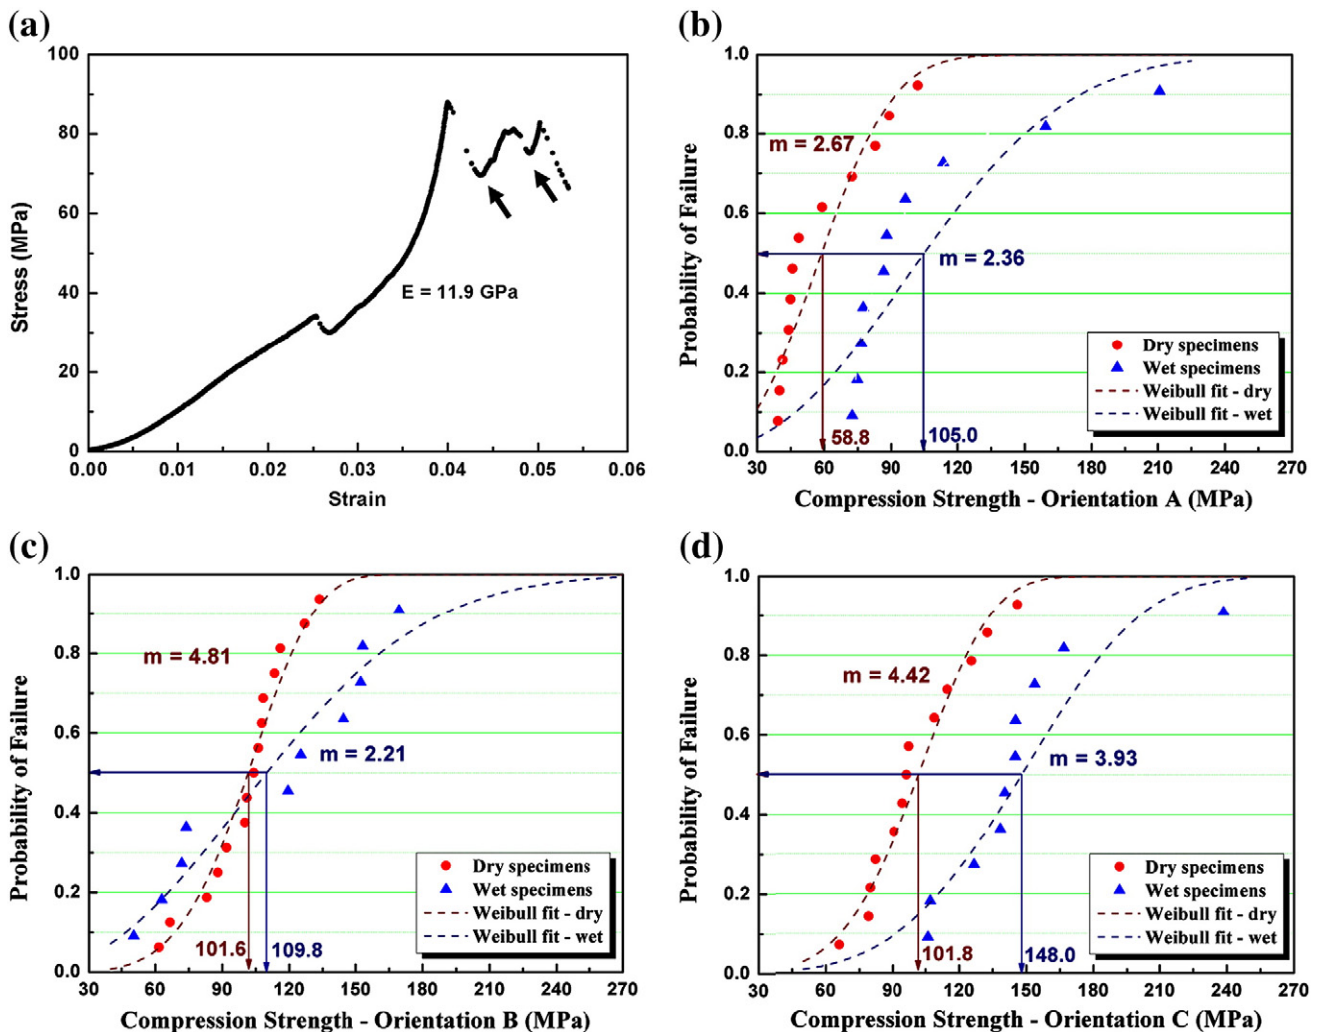 (a)
100
80
60
40
20
0
Stress (MPa)
E = 11.9 GPa
0.00 0.01 0.02 0.03 0.04 0.05 0.06
Strain
(b)
1.0
0.8
0.6
0.4
0.2
0.0
Probability of Failure
m = 2.67
m = 2.36
Dry specimens
Wet specimens
Weibull fit - dry
Weibull fit - wet
58.8
105.0
30 60 90 120 150 180 210 240 270
Compression Strength - Orientation A (MPa)
(c)
1.0
0.8
0.6
0.4
0.2
0.0
Probability of Failure
m = 4.81
m = 2.21
Dry specimens
Wet specimens
Weibull fit - dry
Weibull fit - wet
101.6
109.8
30 60 90 120 150 180 210 240 270
Compression Strength - Orientation B (MPa)
(d)
1.0
0.8
0.6
0.4
0.2
0.0
Probability of Failure
m = 4.42
m = 3.93
Dry specimens
Wet specimens
Weibull fit - dry
Weibull fit - wet
101.8
148.0
30 60 90 120 150 180 210 240 270
Compression Strength - Orientation C (MPa)